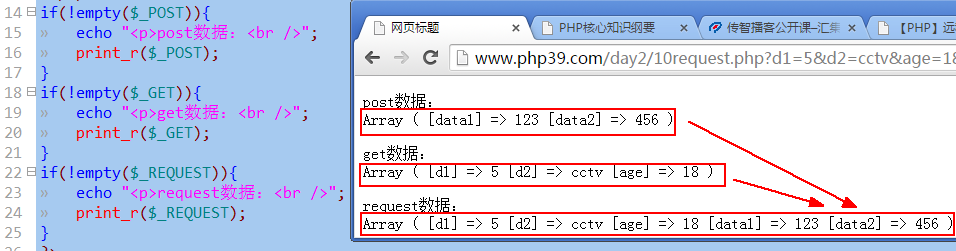 14 if(!empty($_POST)){
15 » echo "<p>post数据：<br />";
16 » print_r($_POST);
17 }
18 if(!empty($_GET)){
19 » echo "<p>get数据：<br />";
20 » print_r($_GET);
21 }
22 if(!empty($_REQUEST)){
23 » echo "<p>request数据：<br />";
24 » print_r($_REQUEST);
25 }
26
网页标题 × PHP核心知识纲要 × 传智播客公开课-汇集 × 【PHP】远
www.php39.com/day2/10request.php?d1=5&d2=cctv&age=18
post数据：
Array ( [data1] => 123 [data2] => 456 )
get数据：
Array ( [d1] => 5 [d2] => cctv [age] => 18 )
request数据：
Array ( [d1] => 5 [d2] => cctv [age] => 18 [data1] => 123 [data2] => 456 )